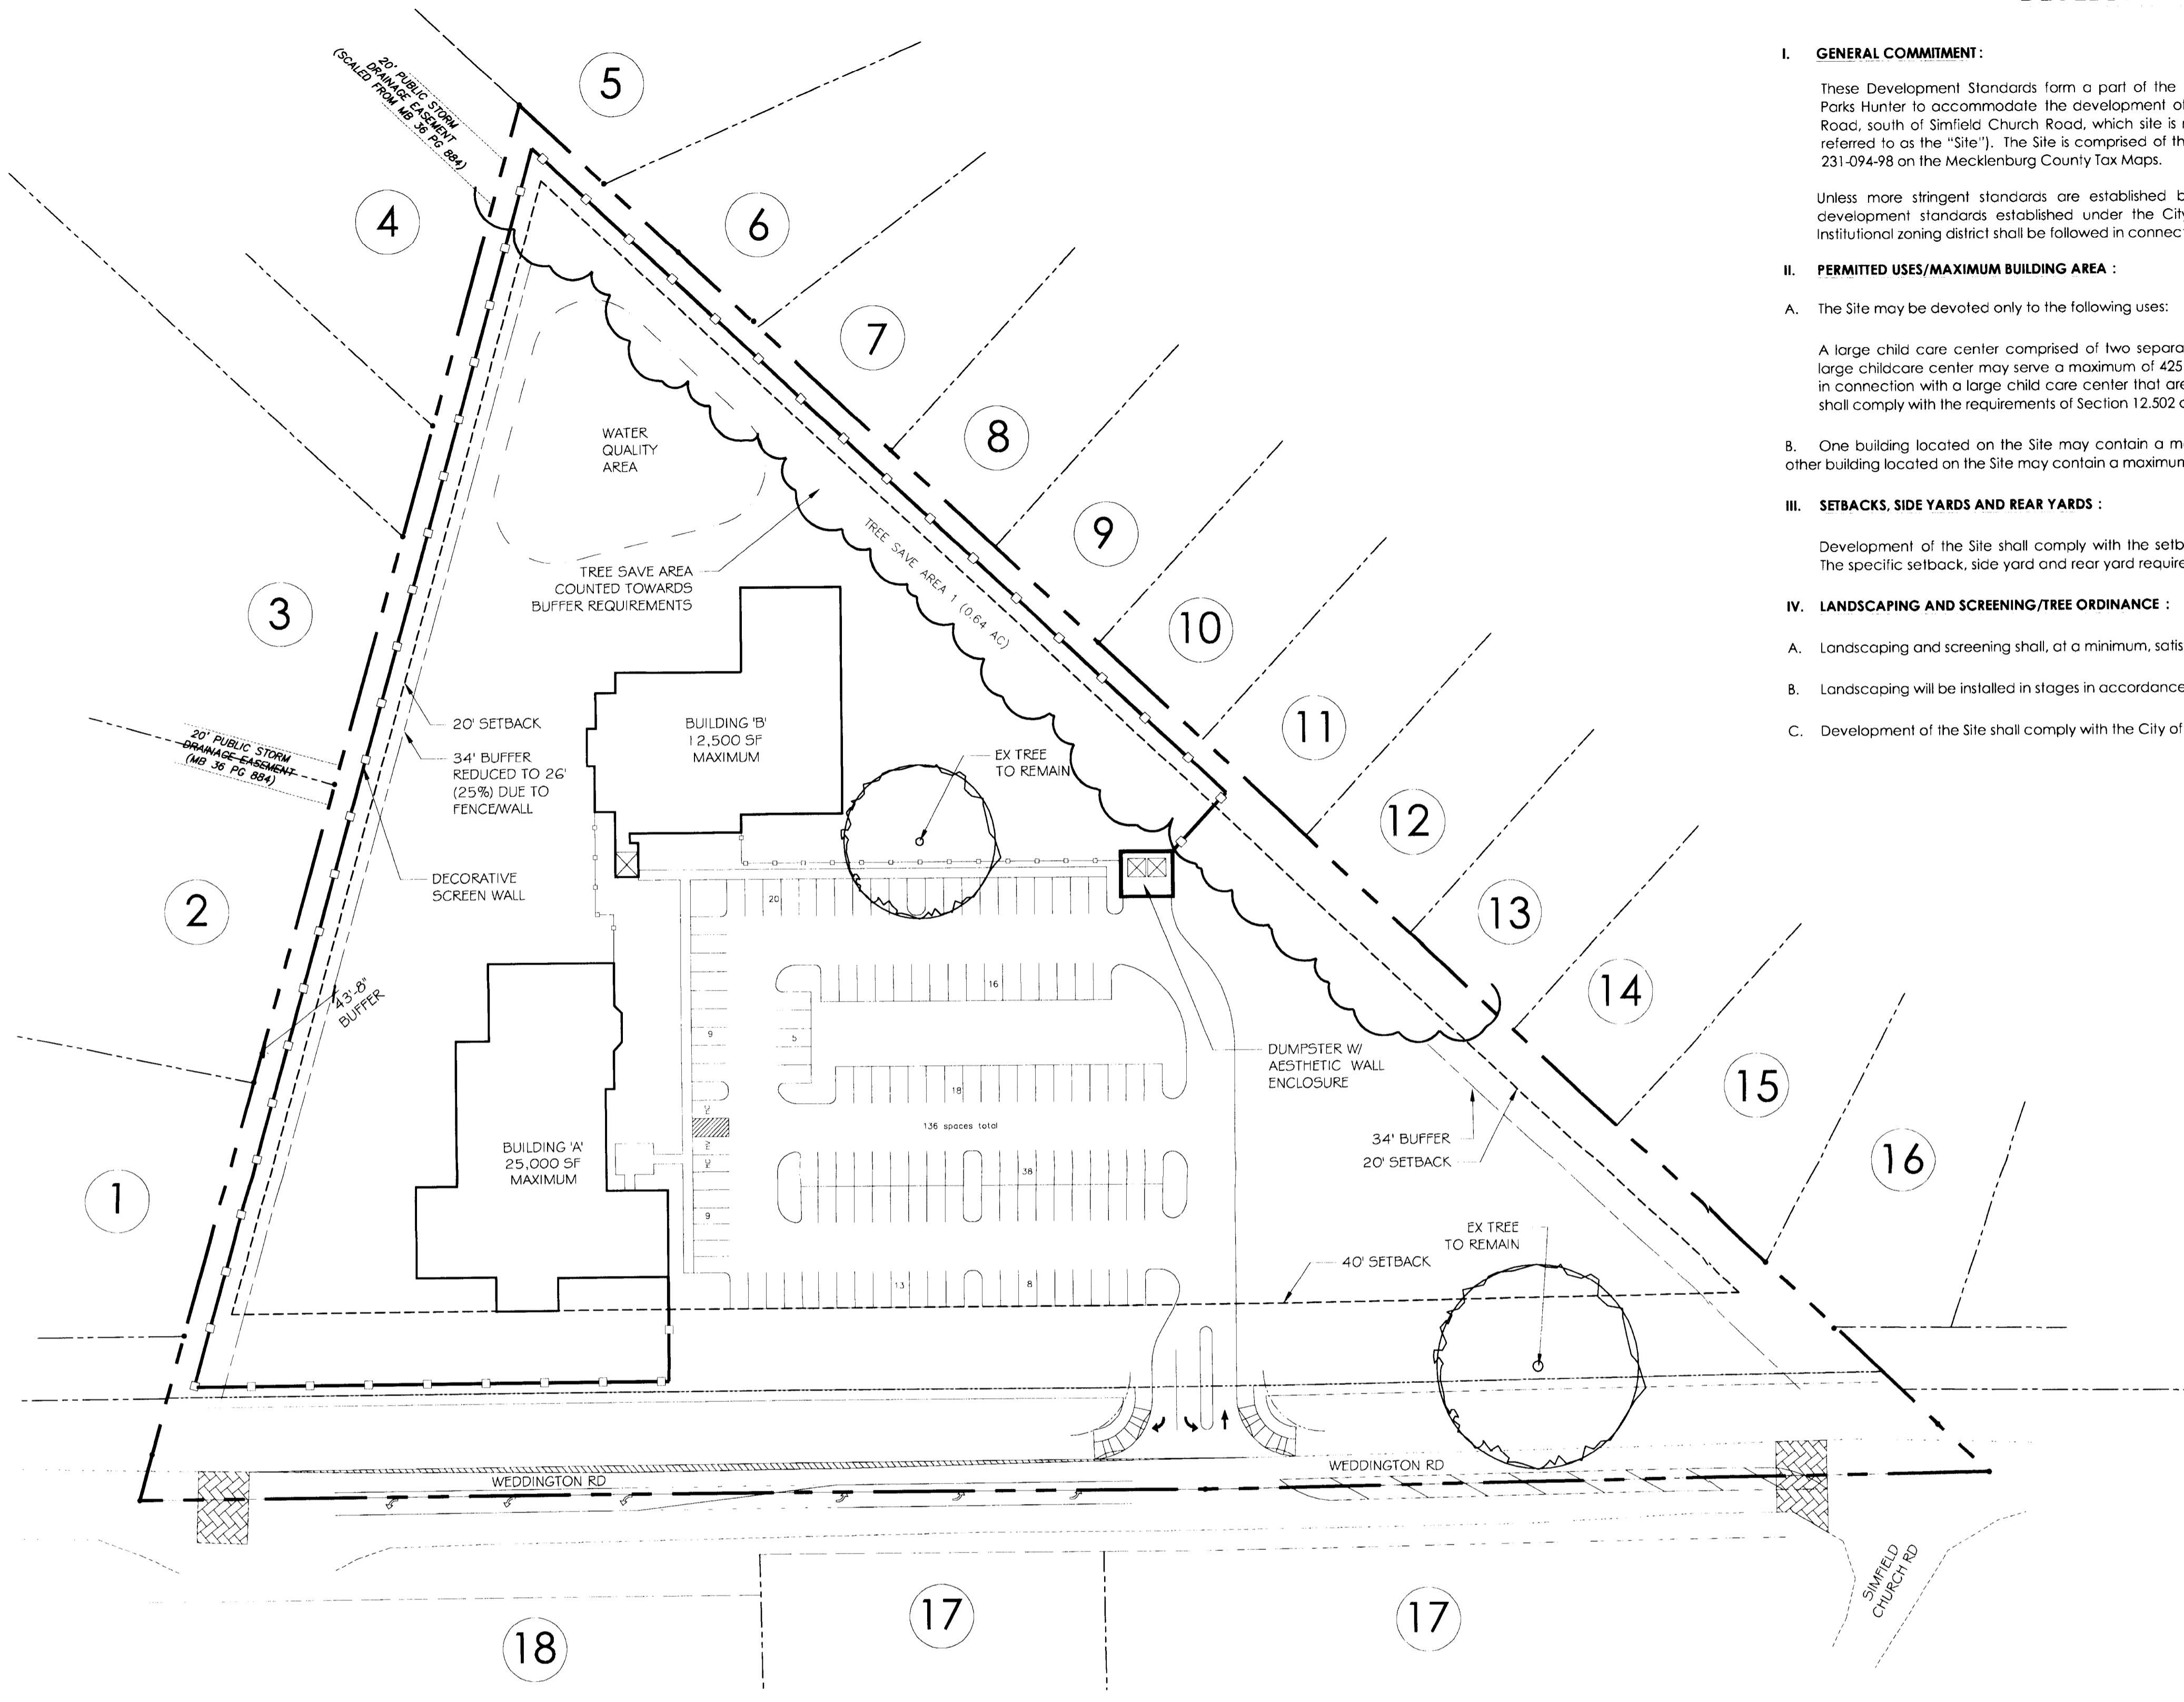 I. GENERAL COMMITMENT :
These Development Standards form a part of the
Parks Hunter to accommodate the development
Road, south of Simfield Church Road, which site is
referred to as the "Site"). The Site is comprised of
231-094-98 on the Mecklenburg County Tax Maps.
Unless more stringent standards are established
development standards established under the
Institutional zoning district shall be followed in
II. PERMITTED USES/MAXIMUM BUILDING AREA :
A. The Site may be devoted only to the following uses:
A large child care center comprised of two
large childcare center may serve a maximum of 425
in connection with a large child care center that are
shall comply with the requirements of Section 12.502
B. One building located on the Site may contain a
other building located on the Site may contain a
III. SETBACKS, SIDE YARDS AND REAR YARDS :
Development of the Site shall comply with the
The specific setback, side yard and rear yard
IV. LANDSCAPING AND SCREENING/TREE ORDINANCE :
A. Landscaping and screening shall, at a minimum,
B. Landscaping will be installed in stages in accordance
C. Development of the Site shall comply with the City of
20' PUBLIC STORM
DRAINAGE EASEMENT
(SCALED FROM MB 36 PG 884)
5
4
6
7
8
9
10
11
12
13
14
15
16
3
2
1
WATER
QUALITY
AREA
TREE SAVE AREA
COUNTED TOWARDS
BUFFER REQUIREMENTS
TREE SAVE AREA 1 (0.64 AC)
20' SETBACK
34' BUFFER
REDUCED TO 26'
(25%) DUE TO
FENCE/WALL
20' PUBLIC STORM
DRAINAGE EASEMENT
(MB 36 PG 884)
DECORATIVE
SCREEN WALL
43'-8"
BUFFER
BUILDING 'B'
12,500 SF
MAXIMUM
EX TREE
TO REMAIN
20
16
9
5
18
136 spaces total
HC
HC
38
9
13
8
BUILDING 'A'
25,000 SF
MAXIMUM
DUMPSTER W/
AESTHETIC WALL
ENCLOSURE
34' BUFFER
20' SETBACK
EX TREE
TO REMAIN
40' SETBACK
WEDDINGTON RD
WEDDINGTON RD
SIMFIELD
CHURCH RD
17
17
18